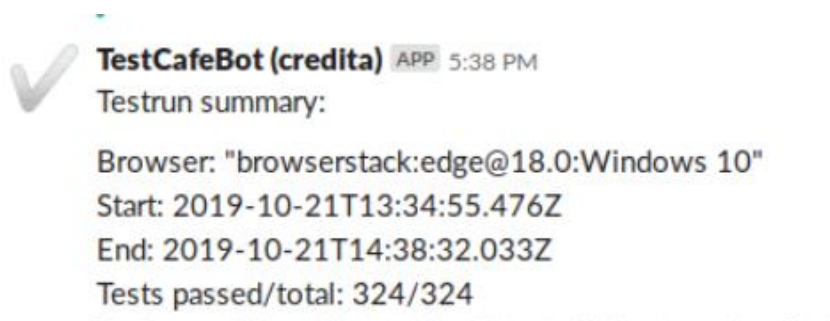 TestCafeBot (credita) APP 5:38 PM
Testrun summary:
Browser: "browserstack:edge@18.0:Windows 10"
Start: 2019-10-21T13:34:55.476Z
End: 2019-10-21T14:38:32.033Z
Tests passed/total: 324/324